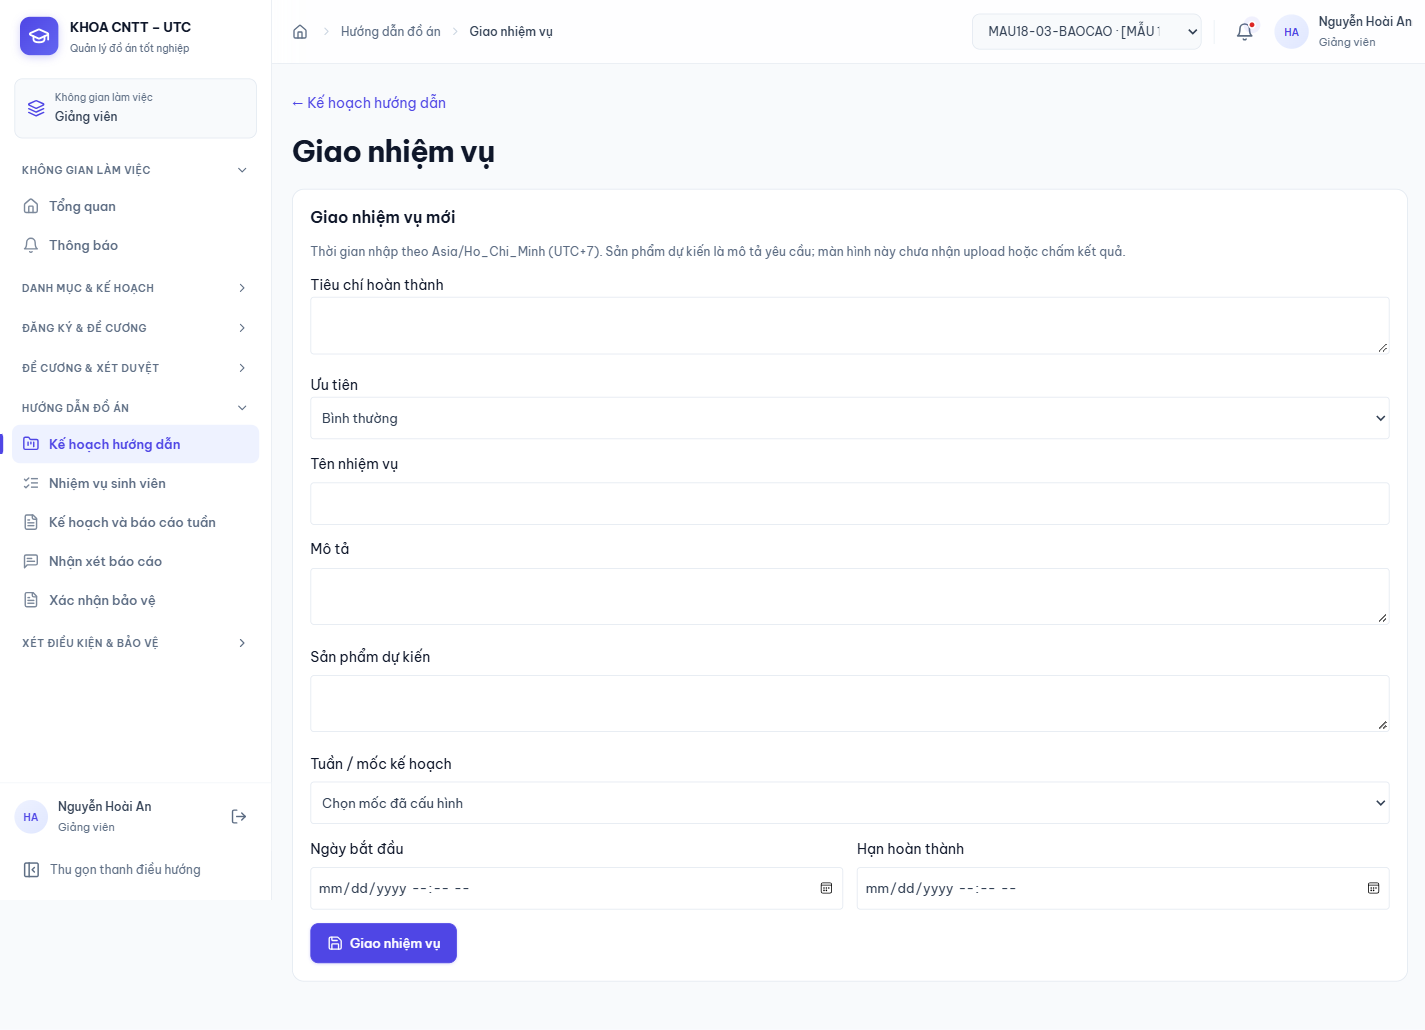 KHOA CNTT – UTC
Quản lý đồ án tốt nghiệp
Không gian làm việc
Giảng viên
KHÔNG GIAN LÀM VIỆC
Tổng quan
Thông báo
DANH MỤC & KẾ HOẠCH
ĐĂNG KÝ & ĐỀ CƯƠNG
ĐỀ CƯƠNG & XÉT DUYỆT
HƯỚNG DẪN ĐỒ ÁN
Kế hoạch hướng dẫn
Nhiệm vụ sinh viên
Kế hoạch và báo cáo tuần
Nhận xét báo cáo
Xác nhận bảo vệ
XÉT ĐIỀU KIỆN & BẢO VỆ
HA
Nguyễn Hoài An
Giảng viên
Thu gọn thanh điều hướng
Hướng dẫn đồ án
Giao nhiệm vụ
MAU18-03-BAOCAO · [MẪU 1
HA
Nguyễn Hoài An
Giảng viên
← Kế hoạch hướng dẫn
Giao nhiệm vụ
Giao nhiệm vụ mới
Thời gian nhập theo Asia/Ho_Chi_Minh (UTC+7). Sản phẩm dự kiến là mô tả yêu cầu; màn hình này chưa nhận upload hoặc chấm kết quả.
Tiêu chí hoàn thành
Ưu tiên
Bình thường
Tên nhiệm vụ
Mô tả
Sản phẩm dự kiến
Tuần / mốc kế hoạch
Chọn mốc đã cấu hình
Ngày bắt đầu
Hạn hoàn thành
mm/dd/yyyy --:-- --
mm/dd/yyyy --:-- --
Giao nhiệm vụ